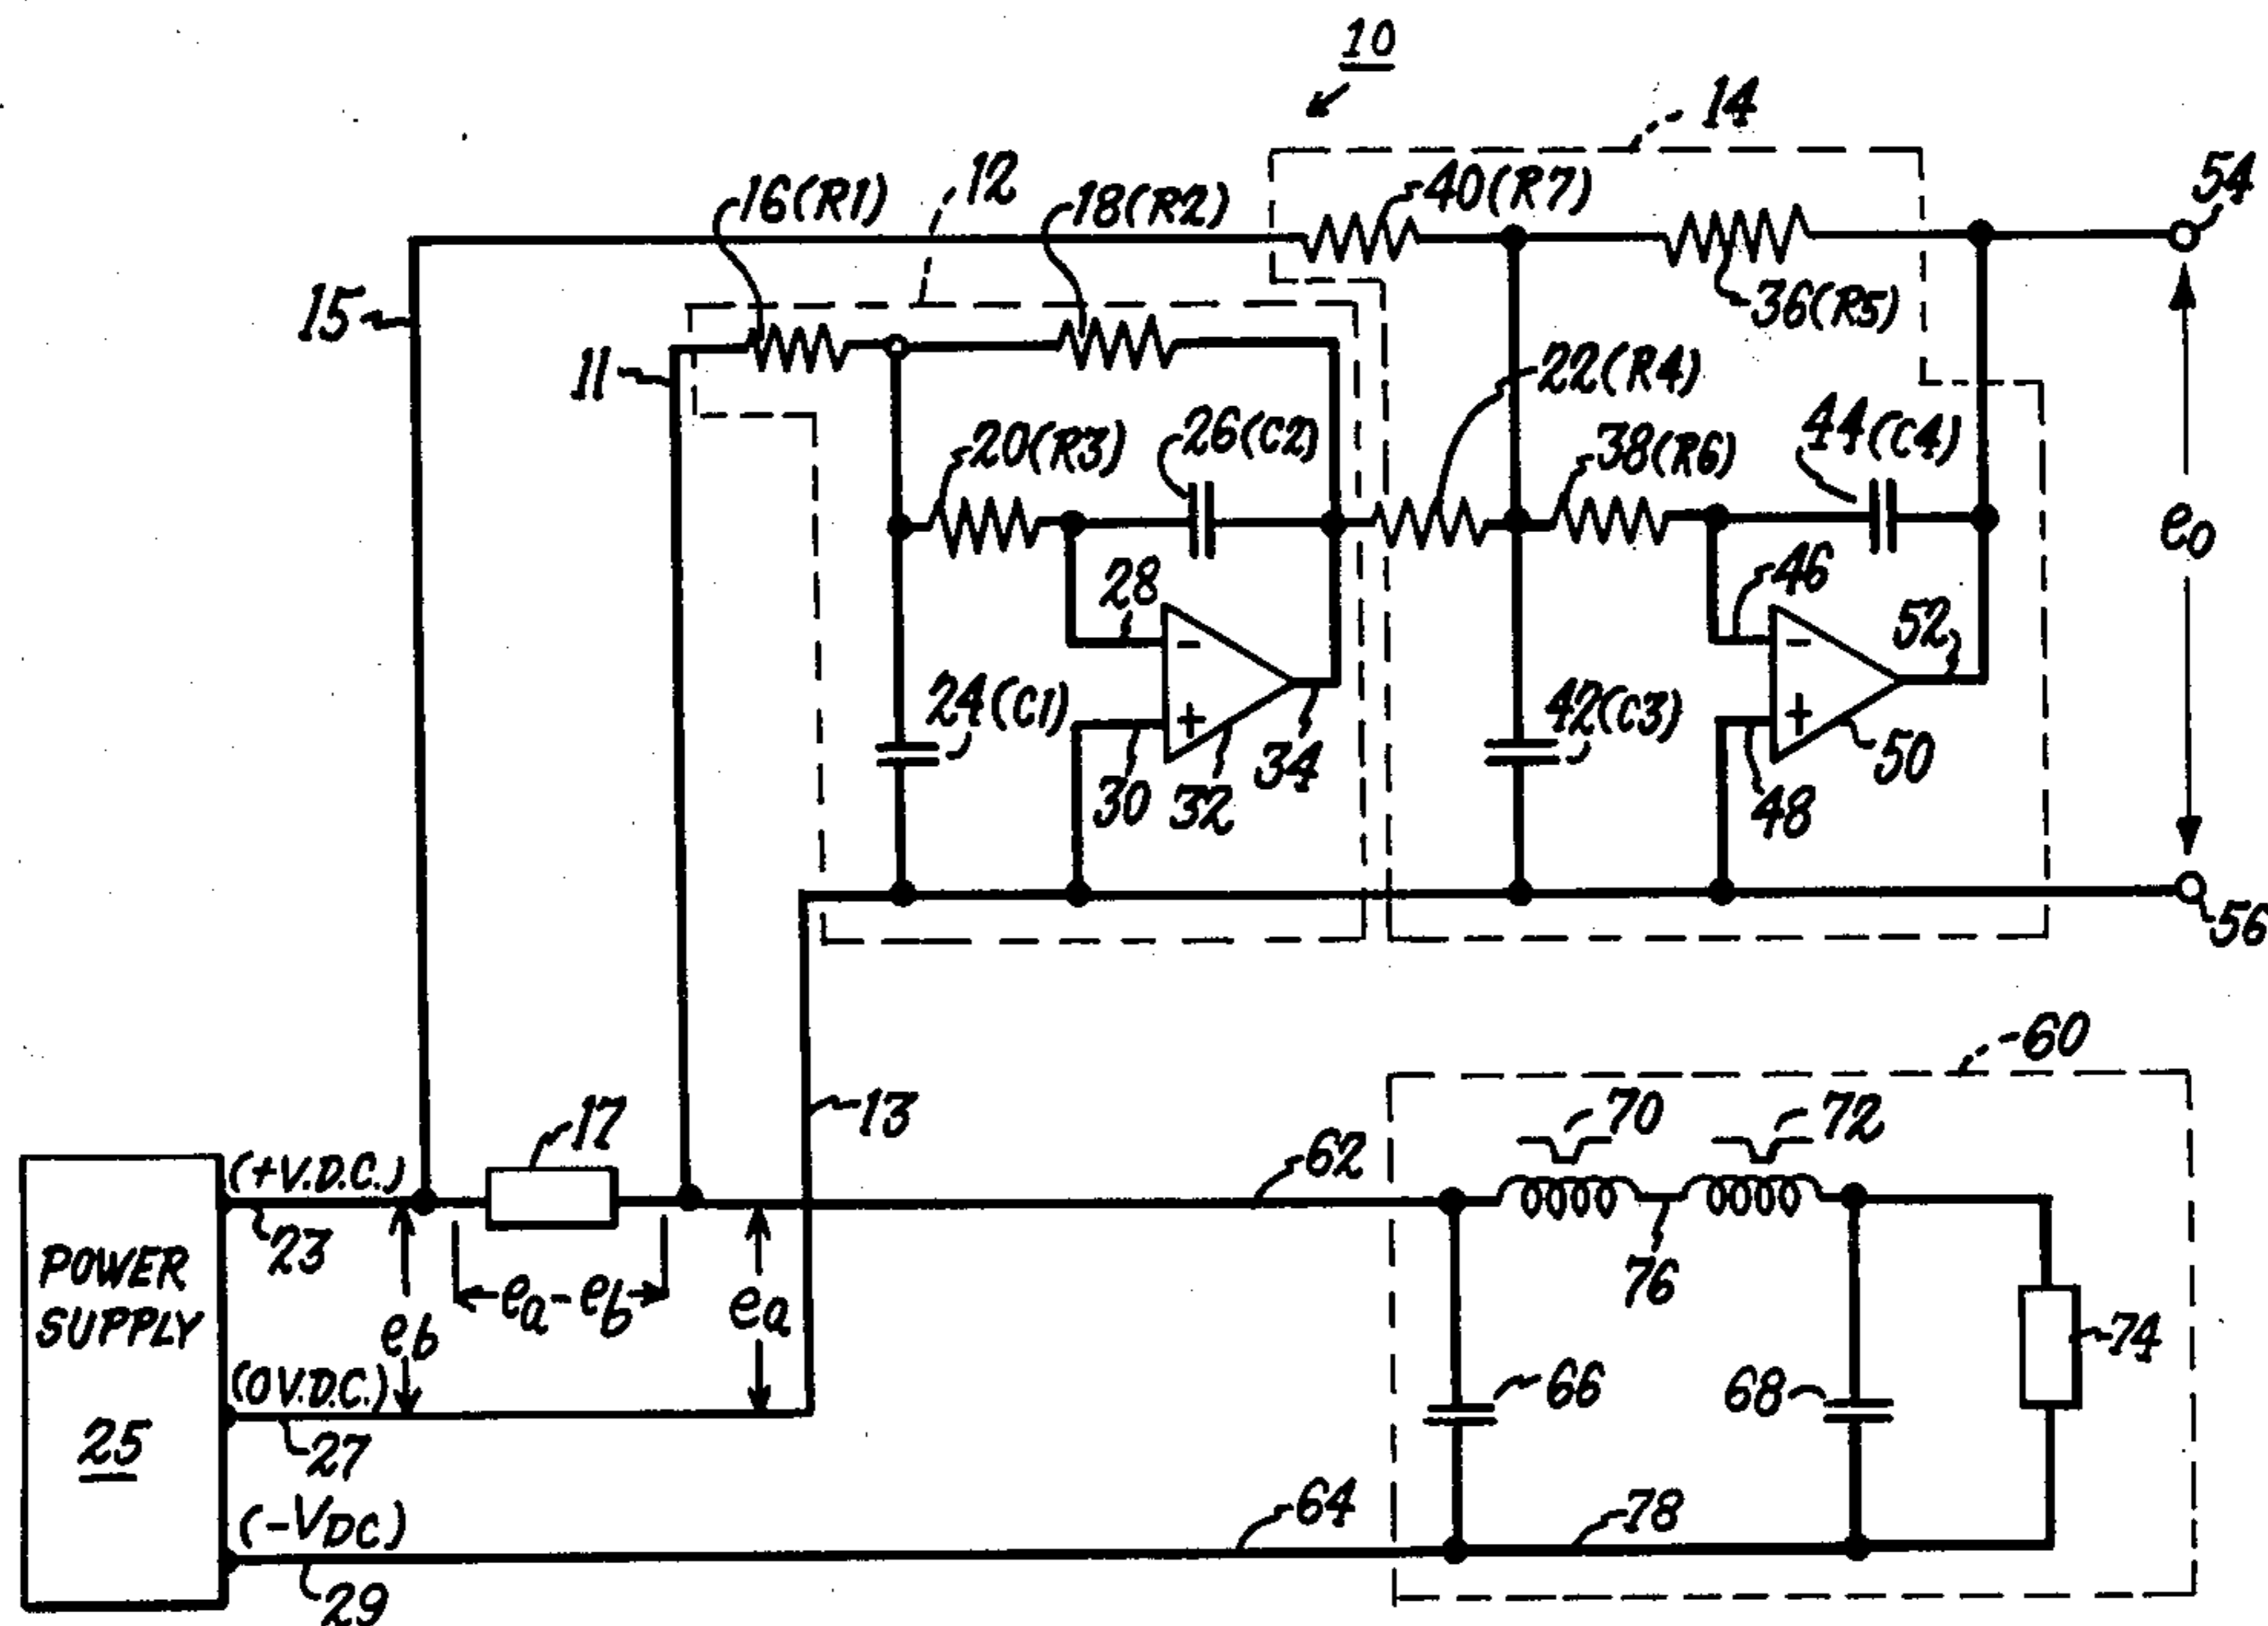 10
14
12
16(R1)
18(R2)
40(R7)
54
15
36(R5)
11
22(R4)
20(R3)
26(C2)
38(R6)
44(C4)
eo
28
46
52
-
-
24(C1)
+
42(C3)
+
34
50
30
32
48
56
60
17
13
70
72
(+V.D.C.)
62
23
POWER
SUPPLY
ea-eb
ea
76
eb
74
(0V.D.C.)
66
68
25
27
(-VDC)
64
78
29